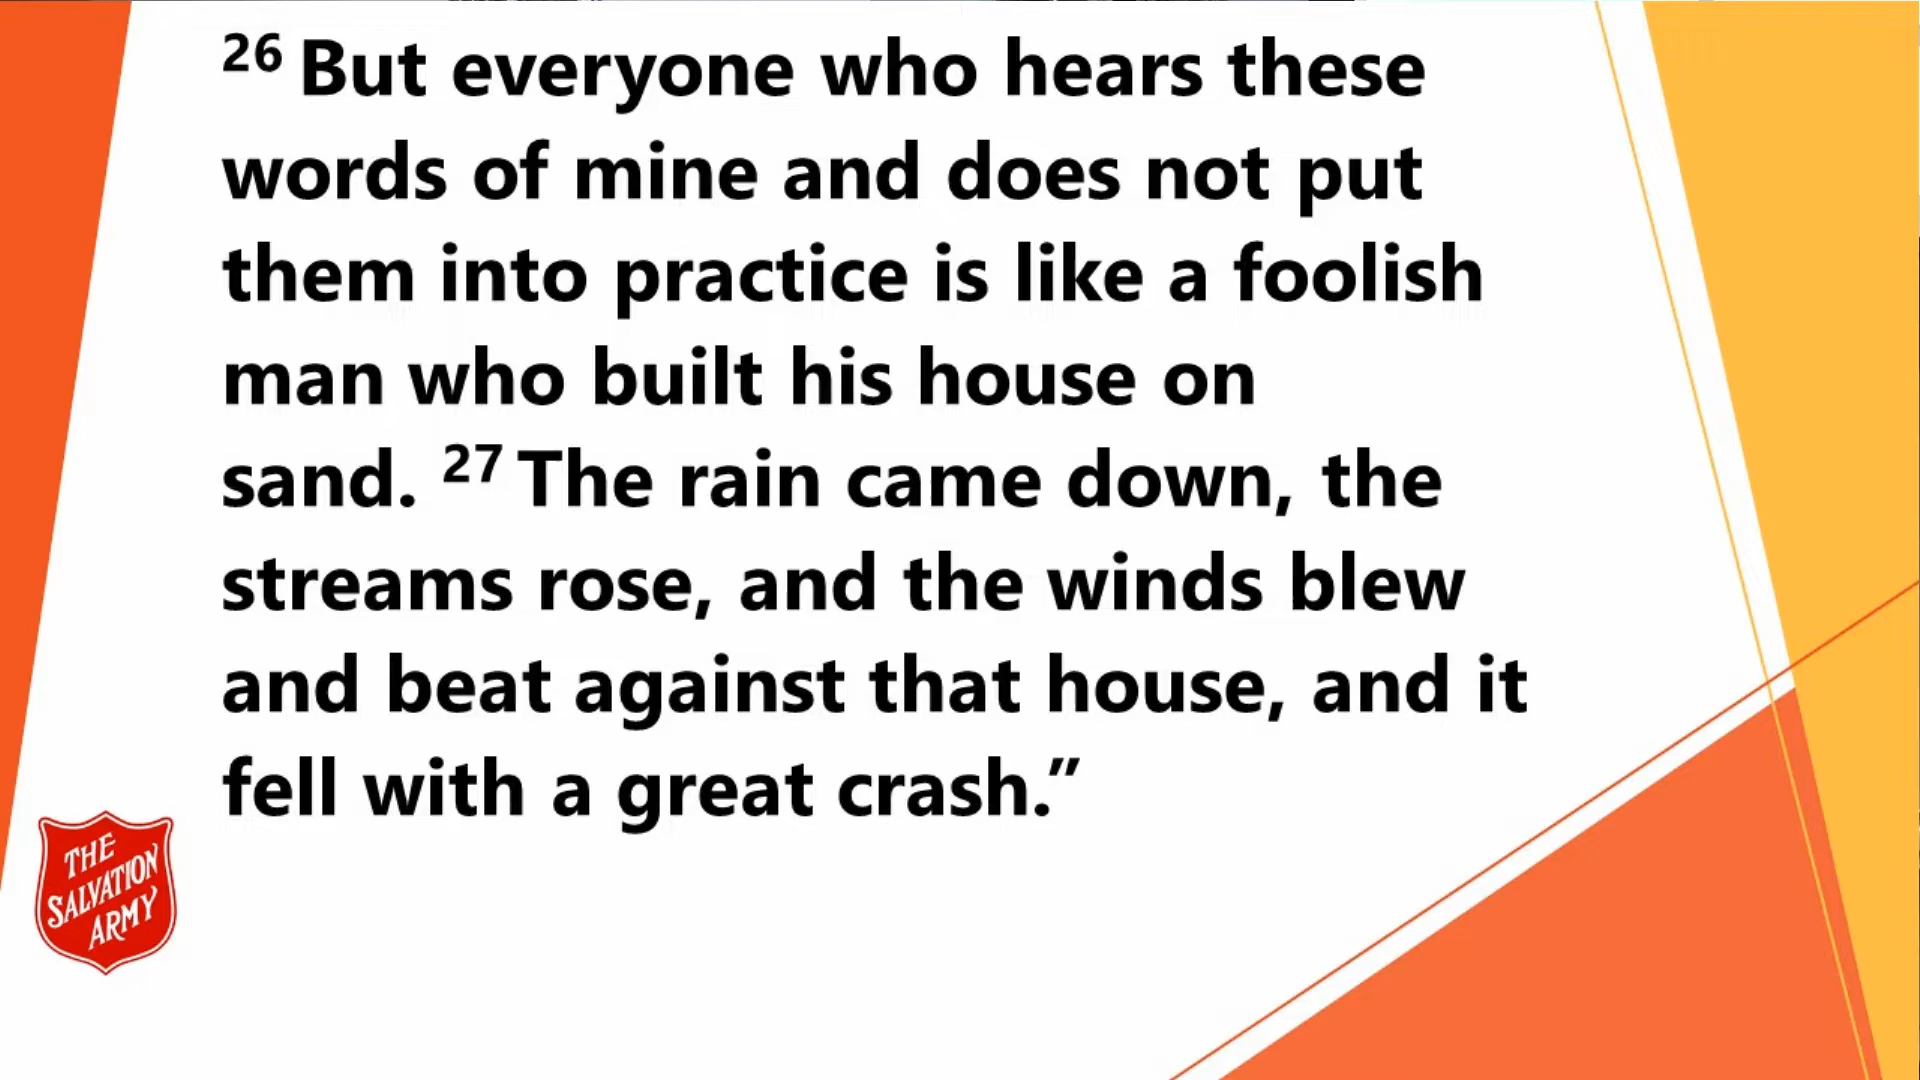 26 But everyone who hears these
words of mine and does not put
them into practice is like a foolish
man who built his house on
sand. 27 The rain came down, the
streams rose, and the winds blew
and beat against that house, and it
fell with a great crash.”
THE
SALVATION
ARMY